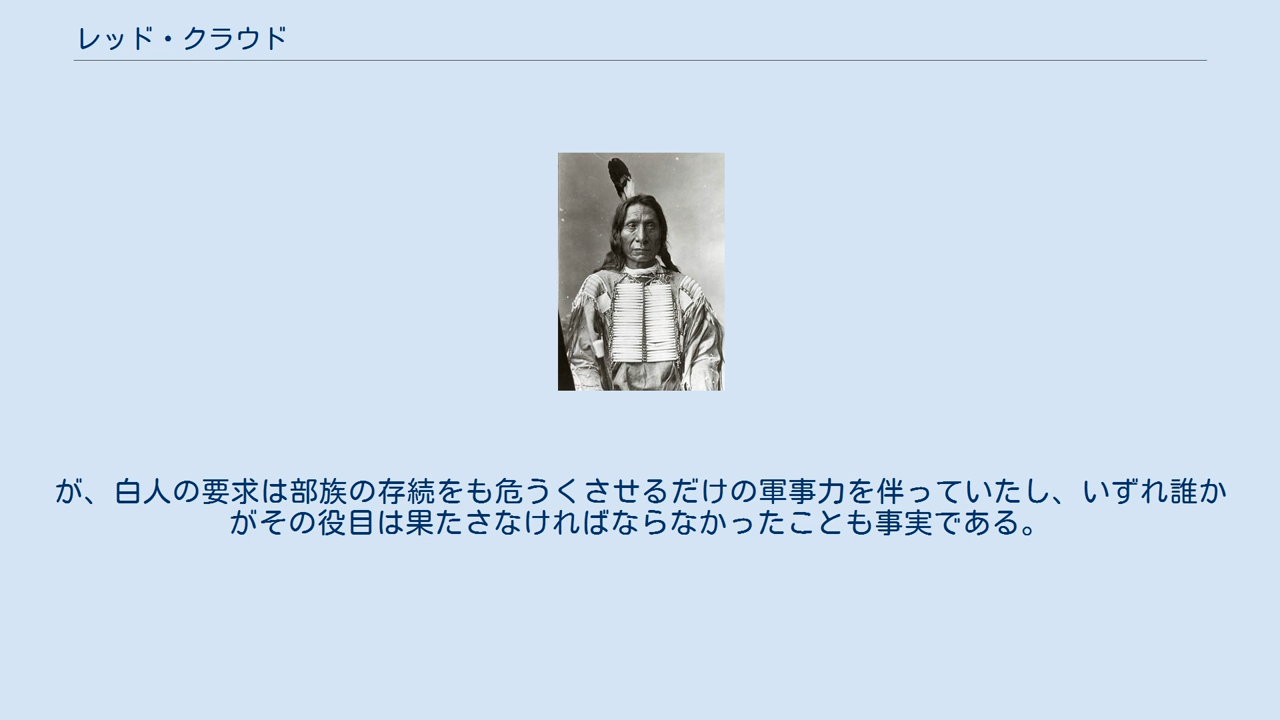 レッド・クラウド
が、白人の要求は部族の存続をも危うくさせるだけの軍事力を伴っていたし、いずれ誰か
がその役目は果たさなければならなかったことも事実である。